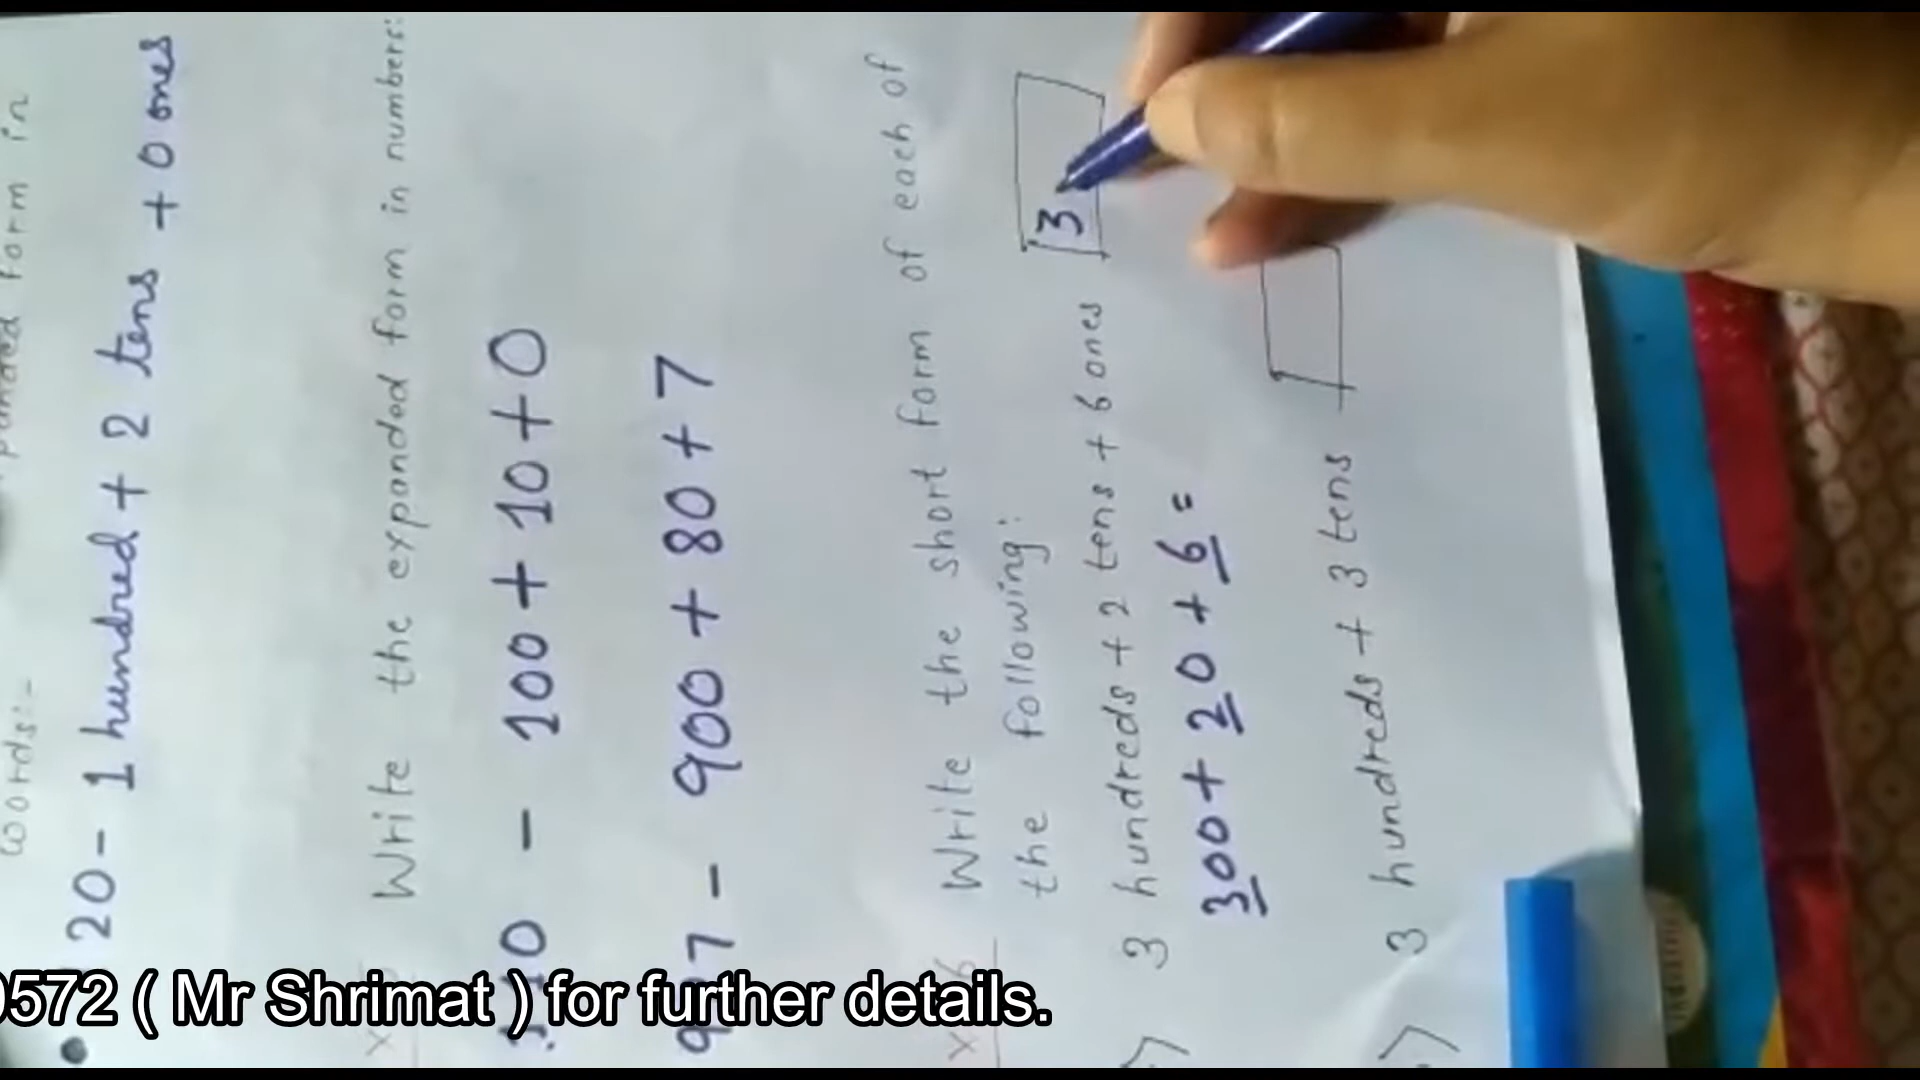 expanded form in
words:-
20 - 1 hundred + 2 tens + 0 ones
Write the expanded form in numbers:
10 - 100 + 10 + 0
7 - 900 + 80 + 7
Write the short form of each of
the following:
3 hundreds + 2 tens + 6 ones 3
300 + 20 + 6 =
3 hundreds + 3 tens
0572 ( Mr Shrimat ) for further details.